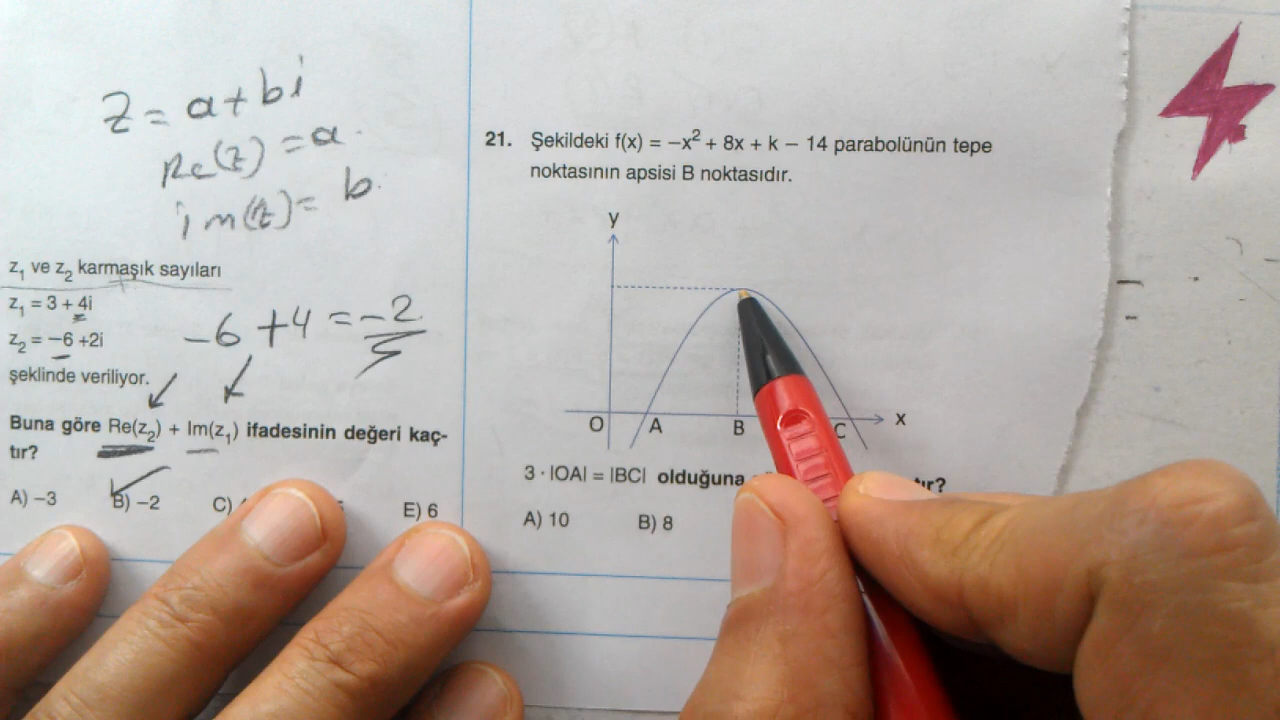 z = a + bi
Re(z) = a.
im(z) = b.
z₁ ve z₂ karmaşık sayıları
z₁ = 3 + 4i
z₂ = −6 +2i
−6 + 4 = −2
şeklinde veriliyor.
Buna göre Re(z₂) + Im(z₁) ifadesinin değeri kaç-
tır?
A) −3 B) −2 C) E) 6
21. Şekildeki f(x) = −x² + 8x + k − 14 parabolünün tepe
noktasının apsisi B noktasıdır.
y
O A B C x
3 · |OA| = |BC| olduğuna
A) 10 B) 8